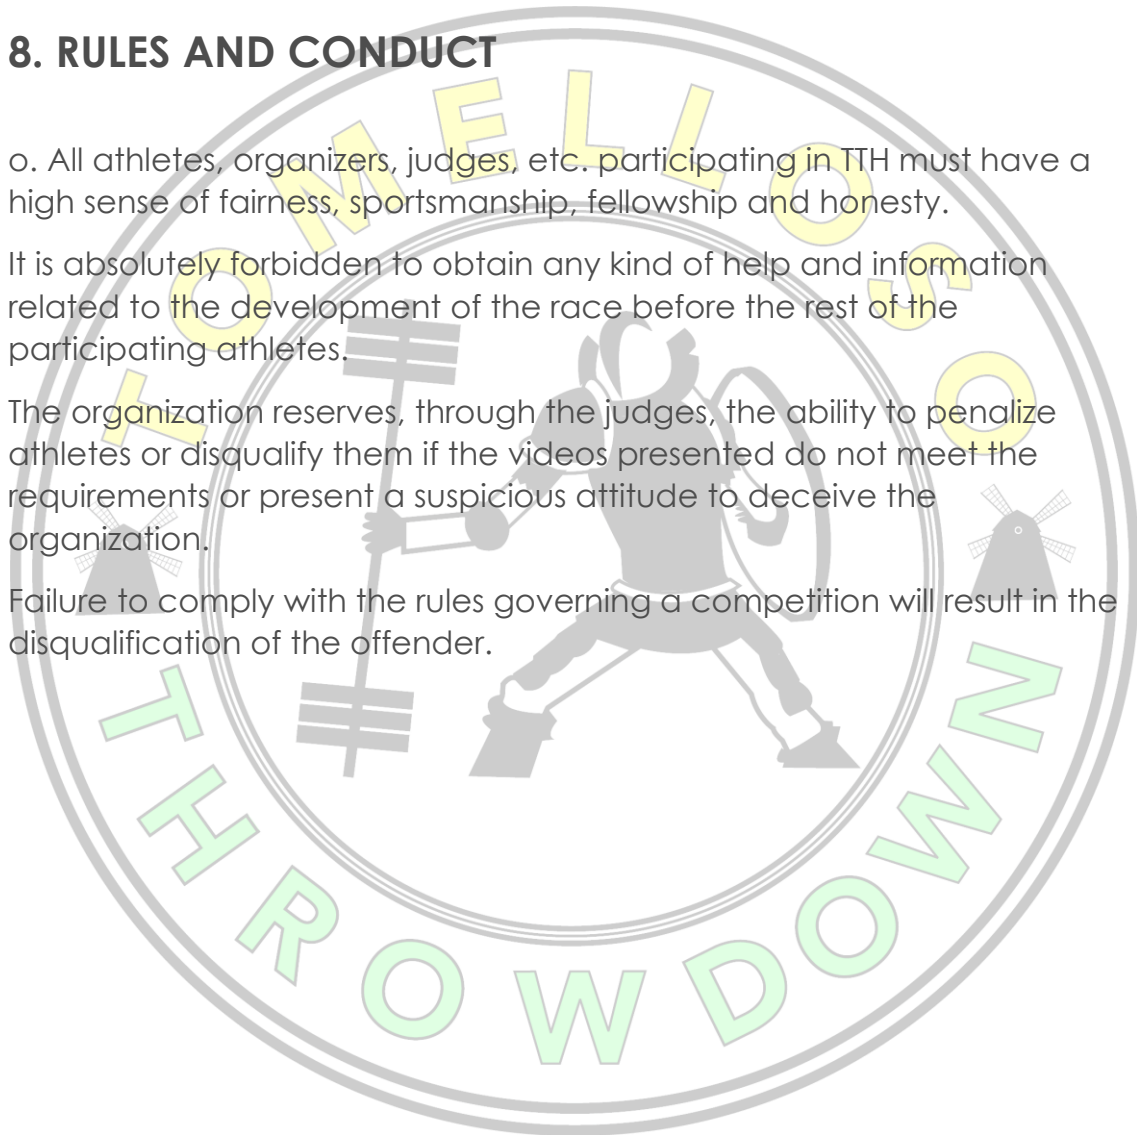 8. RULES AND CONDUCT
o. All athletes, organizers, judges, etc. participating in TTH must have a
high sense of fairness, sportsmanship, fellowship and honesty.
It is absolutely forbidden to obtain any kind of help and information
related to the development of the race before the rest of the
participating athletes.
The organization reserves, through the judges, the ability to penalize
athletes or disqualify them if the videos presented do not meet the
requirements or present a suspicious attitude to deceive the
organization.
Failure to comply with the rules governing a competition will result in the
disqualification of the offender.
TOMELLOSO
THROWDOWN